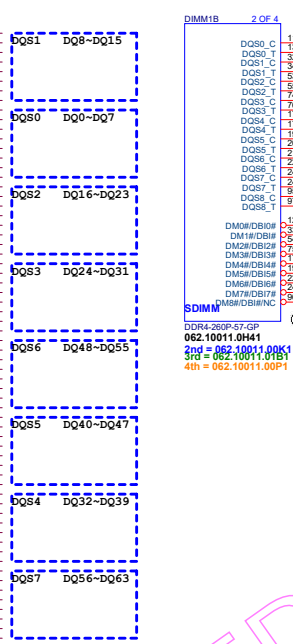 DQS1 DQ8~DQ15
DQS0 DQ0~DQ7
DQS2 DQ16~DQ23
DQS3 DQ24~DQ31
DQS6 DQ48~DQ55
DQS5 DQ40~DQ47
DQS4 DQ32~DQ39
DQS7 DQ56~DQ63
DIMM1B 2 OF 4
DQS0_C
DQS0_T
DQS1_C
DQS1_T
DQS2_C
DQS2_T
DQS3_C
DQS3_T
DQS4_C
DQS4_T
DQS5_C
DQS5_T
DQS6_C
DQS6_T
DQS7_C
DQS7_T
DQS8_C
DQS8_T
DM0#/DBI0#
DM1#/DBI#
DM2#/DBI2#
DM3#/DBI3#
DM4#/DBI4#
DM5#/DBI5#
DM6#/DBI6#
DM7#/DBI7#
DM8#/DBI#/NC
SDIMM
DDR4-260P-57-GP
062.10011.0H41
2nd = 062.10011.00K1
3rd = 062.10011.01B1
4th = 062.10011.00P1